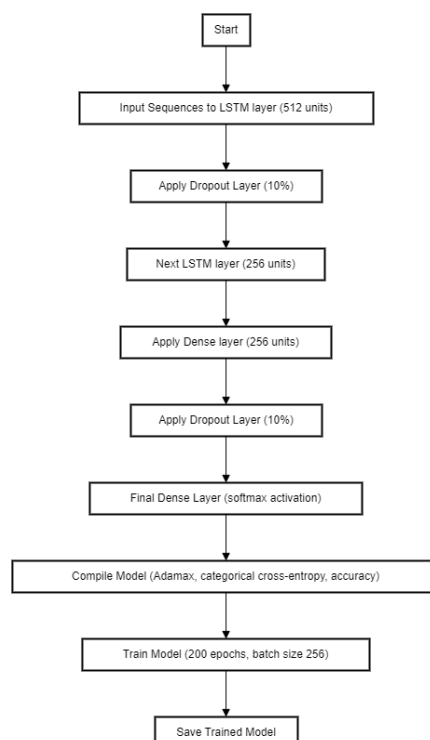 Start
Input Sequences to LSTM layer (512 units)
Apply Dropout Layer (10%)
Next LSTM layer (256 units)
Apply Dense layer (256 units)
Apply Dropout Layer (10%)
Final Dense Layer (softmax activation)
Compile Model (Adamax, categorical cross-entropy, accuracy)
Train Model (200 epochs, batch size 256)
Save Trained Model